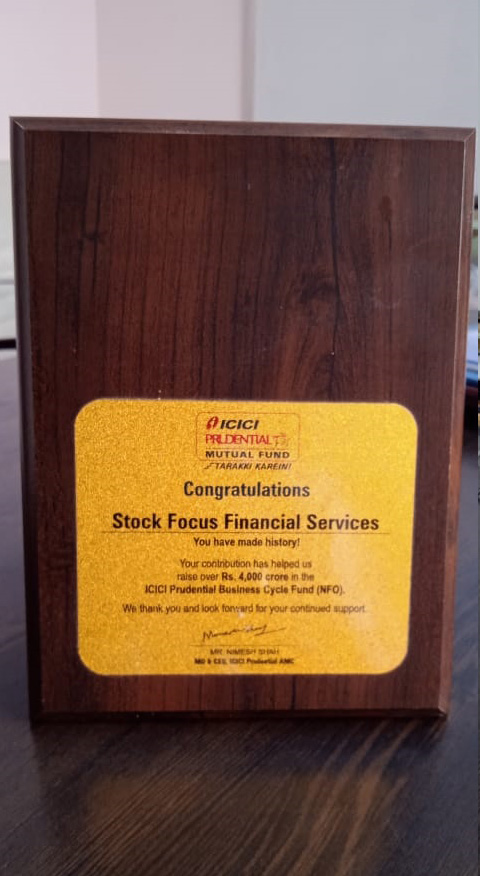 ICICI
PRUDENTIAL
MUTUAL FUND
TARAKKI KAREIN!
Congratulations
Stock Focus Financial Services
You have made history!
Your contribution has helped us
raise over Rs. 4,000 crore in the
ICICI Prudential Business Cycle Fund (NFO).
We thank you and look forward for your continued support.
MR. NIMESH SHAH
MD & CEO, ICICI Prudential AMC